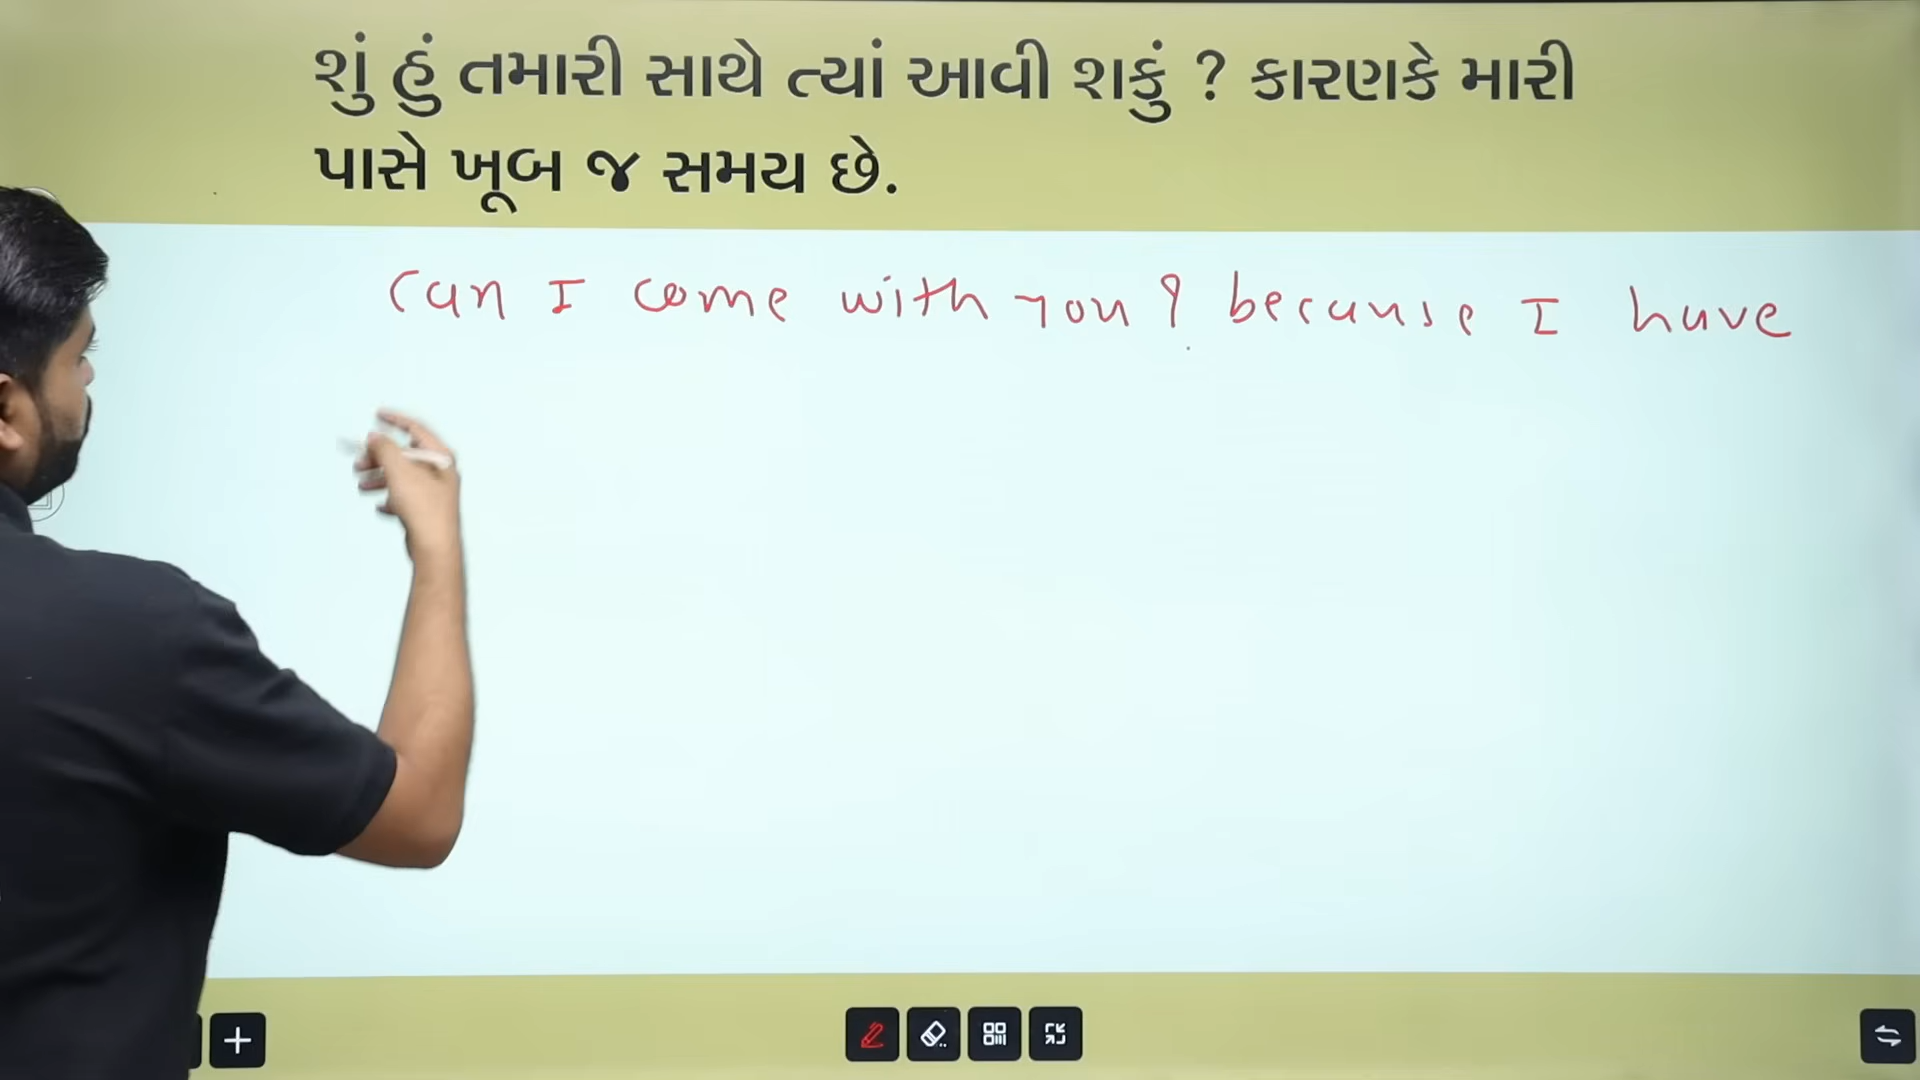 શું હું તમારી સાથે ત્યાં આવી શકું ? કારણકે મારી
પાસે ખૂબ જ સમય છે.
can I come with you? because I have